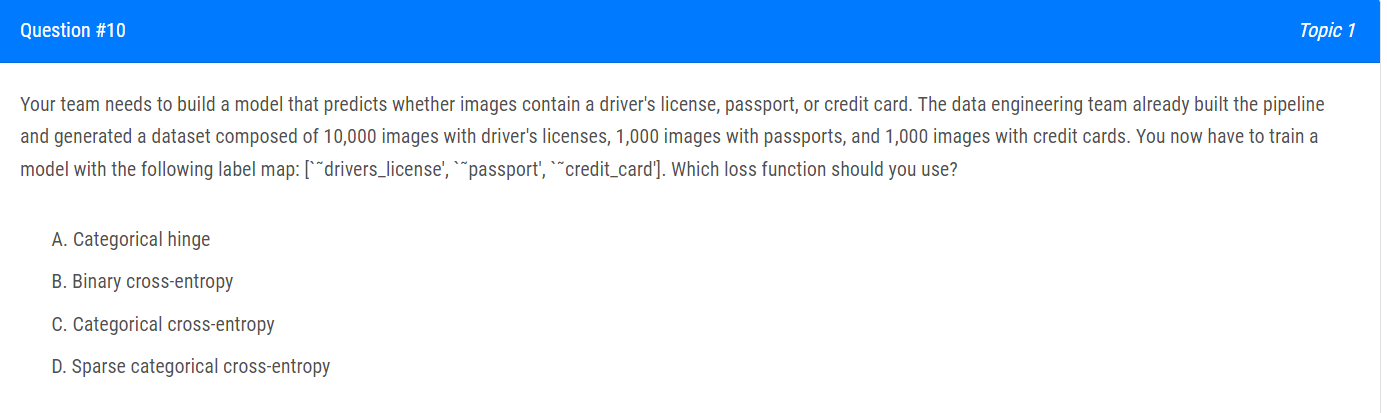 Question #10
Topic 1
Your team needs to build a model that predicts whether images contain a driver's license, passport, or credit card. The data engineering team already built the pipeline
and generated a dataset composed of 10,000 images with driver's licenses, 1,000 images with passports, and 1,000 images with credit cards. You now have to train a
model with the following label map: [`˜drivers_license', `˜passport', `˜credit_card']. Which loss function should you use?
A. Categorical hinge
B. Binary cross-entropy
C. Categorical cross-entropy
D. Sparse categorical cross-entropy